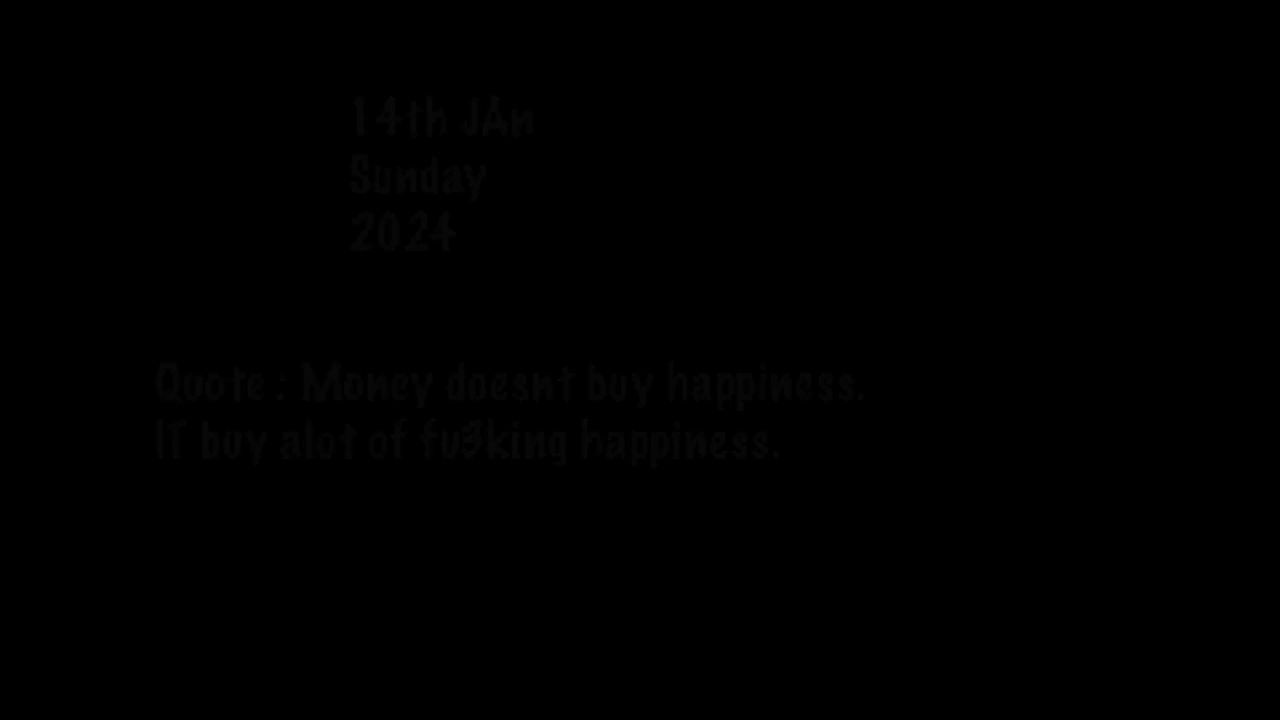 14th JAn
Sunday
2024
Quote : Money doesnt buy happiness.
IT buy alot of fu3king happiness.